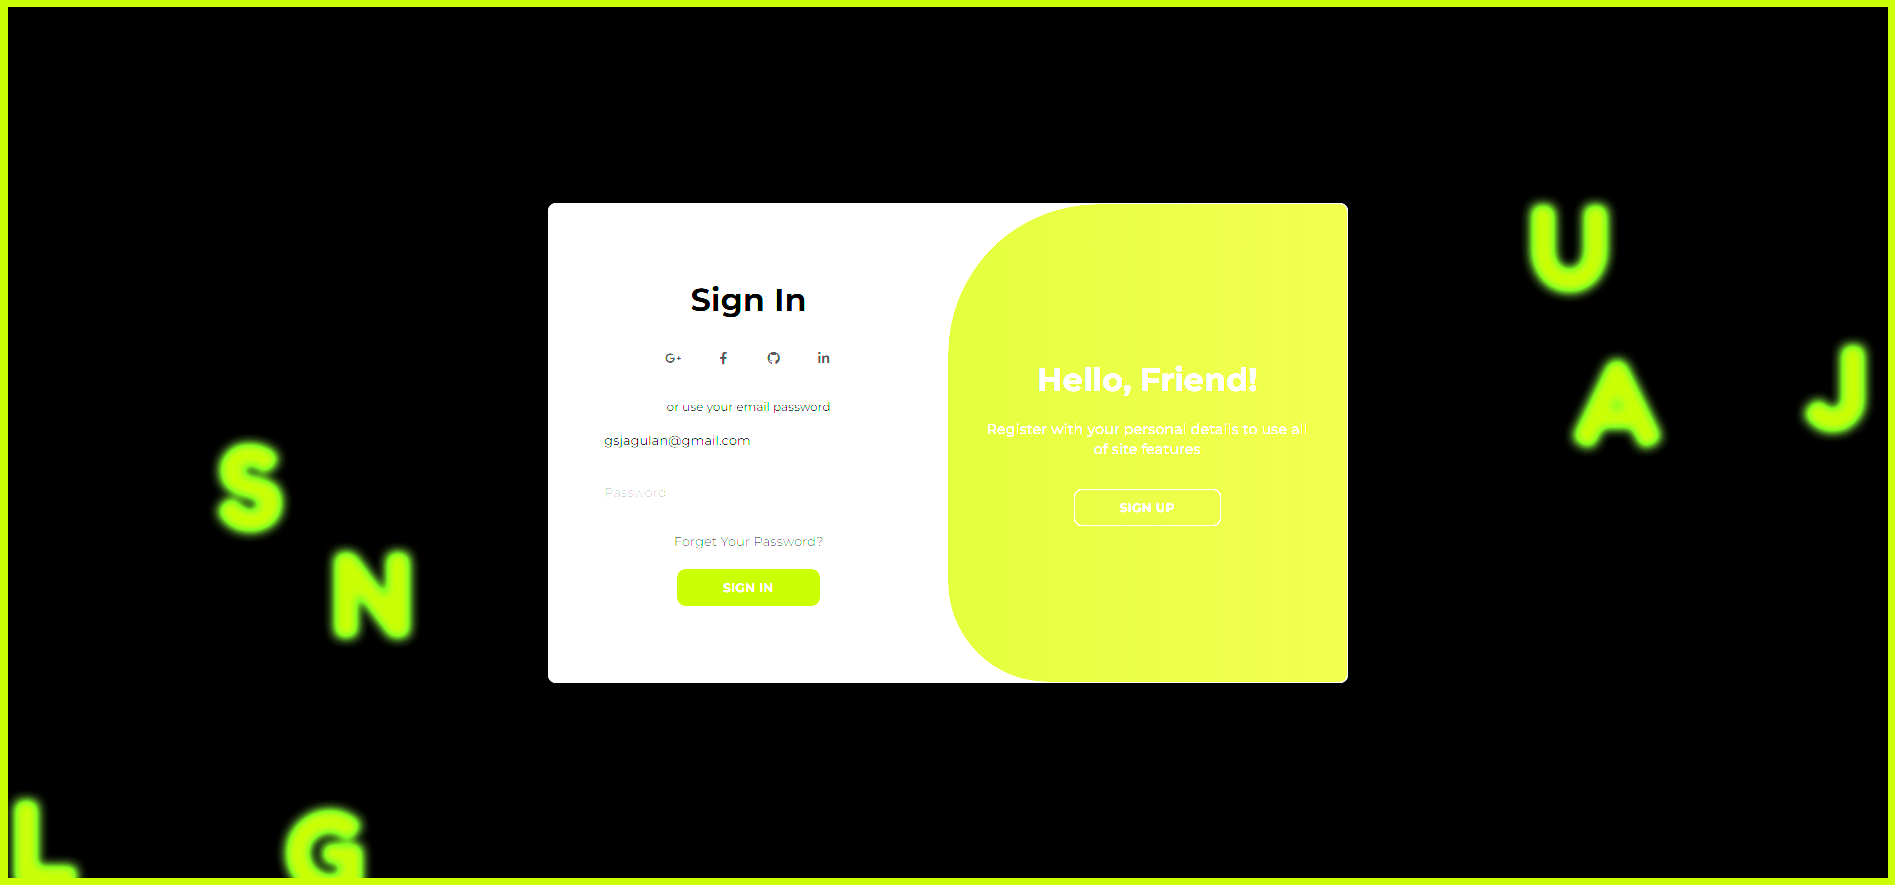 Sign In
G+ f in
or use your email password
gsjagulan@gmail.com
Password
Forget Your Password?
SIGN IN
Hello, Friend!
Register with your personal details to use all
of site features
SIGN UP
U
A
J
S
N
L
G